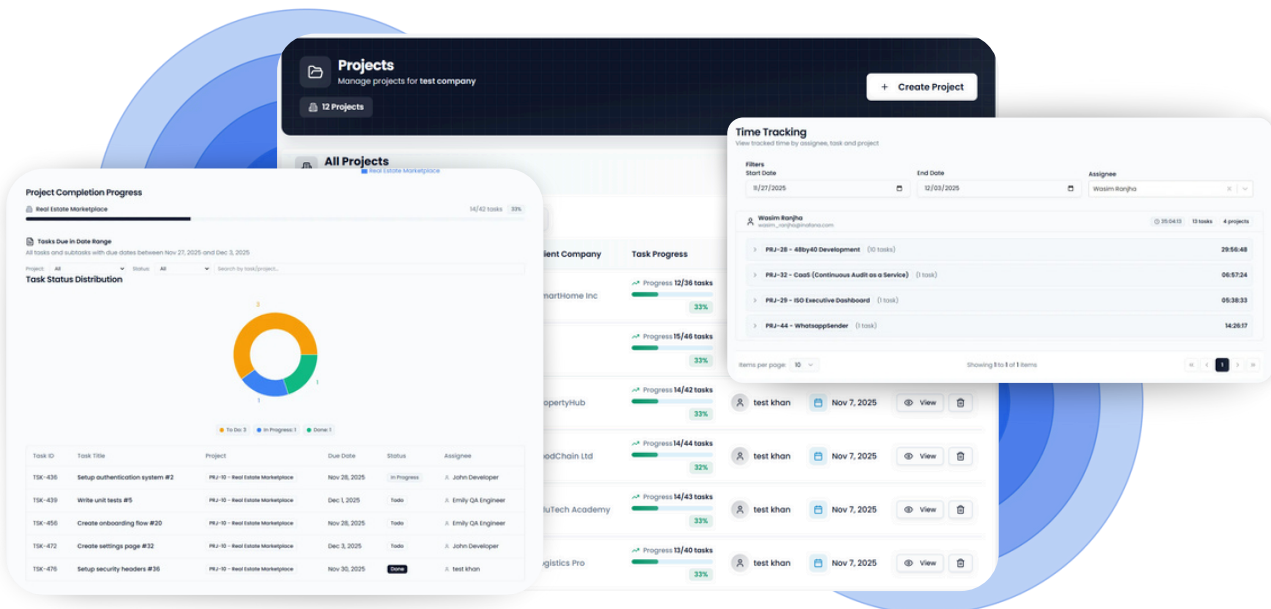 Projects
Manage projects for test company
12 Projects
+ Create Project
All Projects
Real Estate Marketplace
Client Company Task Progress
Progress 12/36 tasks
33%
Progress 15/46 tasks
33%
Progress 14/42 tasks
33%
test khan Nov 7, 2025 View
Progress 14/44 tasks
32%
test khan Nov 7, 2025 View
Progress 14/43 tasks
33%
test khan Nov 7, 2025 View
Progress 13/40 tasks
33%
test khan Nov 7, 2025 View
Project Completion Progress
Real Estate Marketplace 14/42 tasks 33%
Tasks Due in Date Range
All tasks and subtasks with due dates between Nov 27, 2025 and Dec 3, 2025
Project: All Status: All Search by task/project...
Task Status Distribution
3
1
1
To Do: 3 In Progress: 1 Done: 1
Task ID Task Title Project Due Date Status Assignee
TSK-436 Setup authentication system #2 PRJ-10 - Real Estate Marketplace Nov 28, 2025 In Progress John Developer
TSK-439 Write unit tests #5 PRJ-10 - Real Estate Marketplace Dec 1, 2025 Todo Emily QA Engineer
TSK-456 Create onboarding flow #20 PRJ-10 - Real Estate Marketplace Nov 28, 2025 Todo Emily QA Engineer
TSK-472 Create settings page #32 PRJ-10 - Real Estate Marketplace Dec 3, 2025 Todo John Developer
TSK-476 Setup security headers #36 PRJ-10 - Real Estate Marketplace Nov 30, 2025 Done test khan
Time Tracking
View tracked time by assignee, task and project
Filters
Start Date End Date Assignee
11/27/2025 12/03/2025 Wasim Ranjha
Wasim Ranjha 13 tasks 4 projects
PRJ-28 - 48by40 Development (10 tasks) 29:56:48
PRJ-32 - CaaS (Continuous Audit as a Service) (1 task) 06:57:24
PRJ-29 - ISO Executive Dashboard (1 task) 05:38:33
PRJ-44 - WhatsappSender (1 task) 14:26:17
Items per page: 10 Showing 1 to 1 of 1 items « ‹ 1 › »